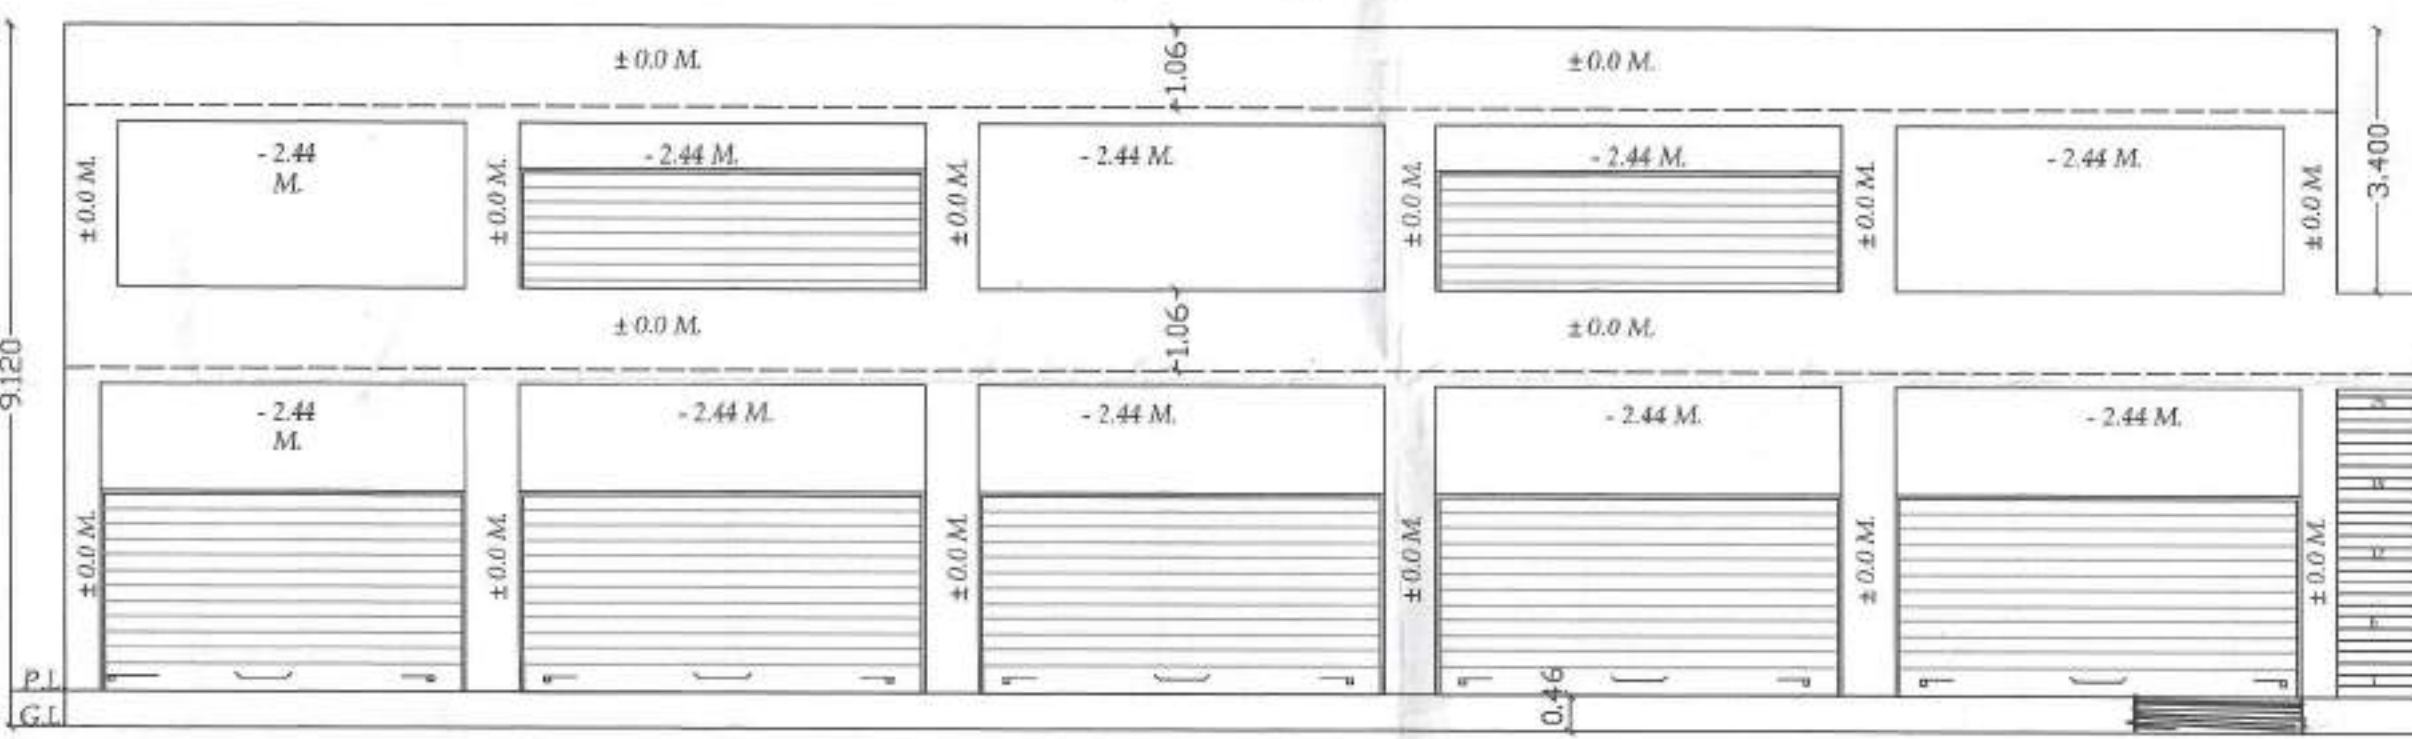 ± 0.0 M.
1.06
± 0.0 M.
± 0.0 M.
- 2.44
M.
± 0.0 M.
- 2.44 M.
± 0.0 M.
- 2.44 M.
± 0.0 M.
- 2.44 M.
± 0.0 M.
- 2.44 M.
± 0.0 M.
3.400
9.120
± 0.0 M.
1.06
± 0.0 M.
- 2.44
M.
- 2.44 M.
- 2.44 M.
- 2.44 M.
- 2.44 M.
± 0.0 M.
± 0.0 M.
± 0.0 M.
± 0.0 M.
± 0.0 M.
± 0.0 M.
P.L
G.L
0.46